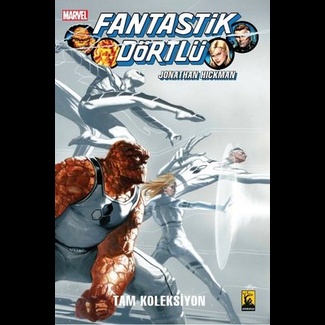 MARVEL
FANTASTİK
DÖRTLÜ
JONATHAN HICKMAN
TAM KOLEKSİYON